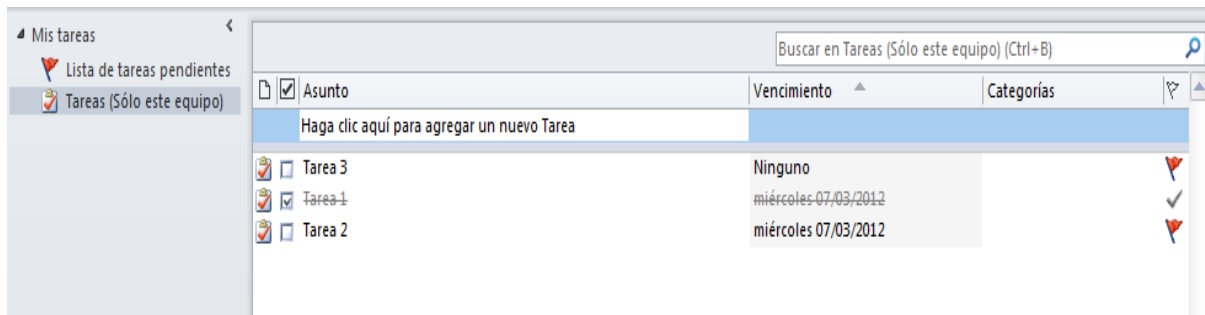 Mis tareas
Lista de tareas pendientes
Tareas (Sólo este equipo)
Buscar en Tareas (Sólo este equipo) (Ctrl+B)
Asunto Vencimiento Categorías
Haga clic aquí para agregar un nuevo Tarea
Tarea 3 Ninguno
Tarea 1 miércoles 07/03/2012
Tarea 2 miércoles 07/03/2012